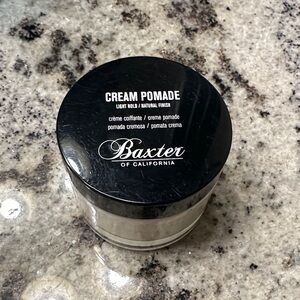 CREAM POMADE
LIGHT HOLD / NATURAL FINISH
crème coiffante / creme pomade
pomada cremosa / pomata crema
Baxter
OF CALIFORNIA